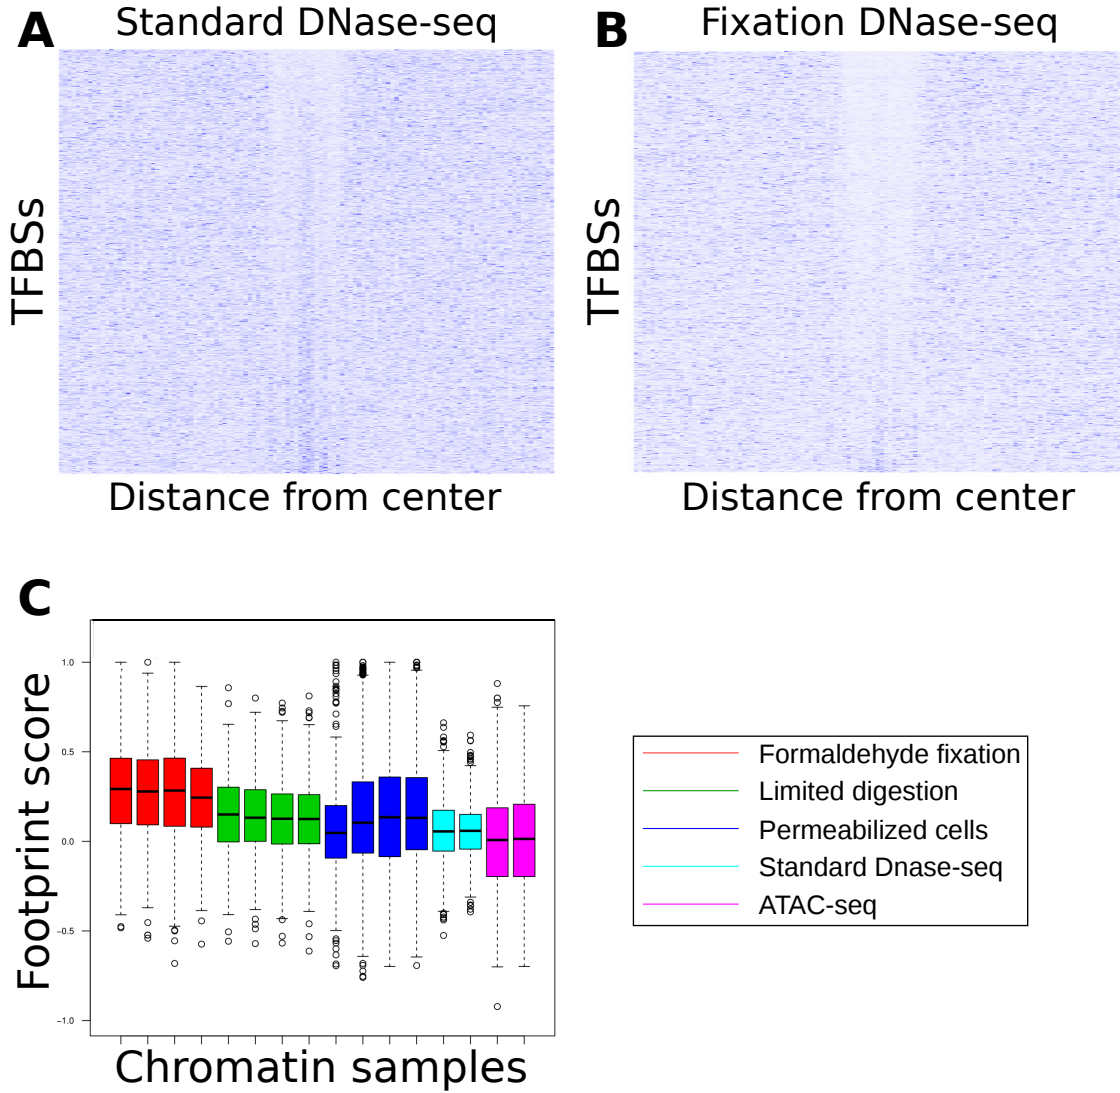 A Standard DNase-seq
B Fixation DNase-seq
TFBSs
TFBSs
Distance from center
Distance from center
C
Footprint score
1.0
0.5
0.0
−0.5
−1.0
Chromatin samples
Formaldehyde fixation
Limited digestion
Permeabilized cells
Standard Dnase-seq
ATAC-seq